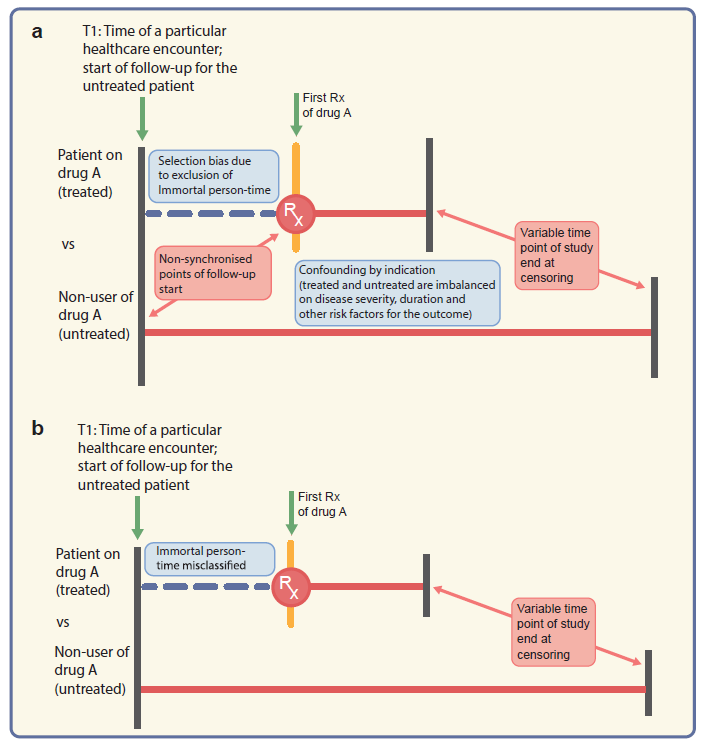 a
T1: Time of a particular
healthcare encounter;
start of follow-up for the
untreated patient
First Rx
of drug A
Patient on
drug A
(treated)
Selection bias due
to exclusion of
Immortal person-time
Rx
vs
Non-synchronised
points of follow-up
start
Confounding by indication
(treated and untreated are imbalanced
on disease severity, duration and
other risk factors for the outcome)
Variable time
point of study
end at
censoring
Non-user of
drug A
(untreated)
b
T1: Time of a particular
healthcare encounter;
start of follow-up for the
untreated patient
First Rx
of drug A
Patient on
drug A
(treated)
Immortal person-
time misclassified
Rx
vs
Variable time
point of study
end at
censoring
Non-user of
drug A
(untreated)